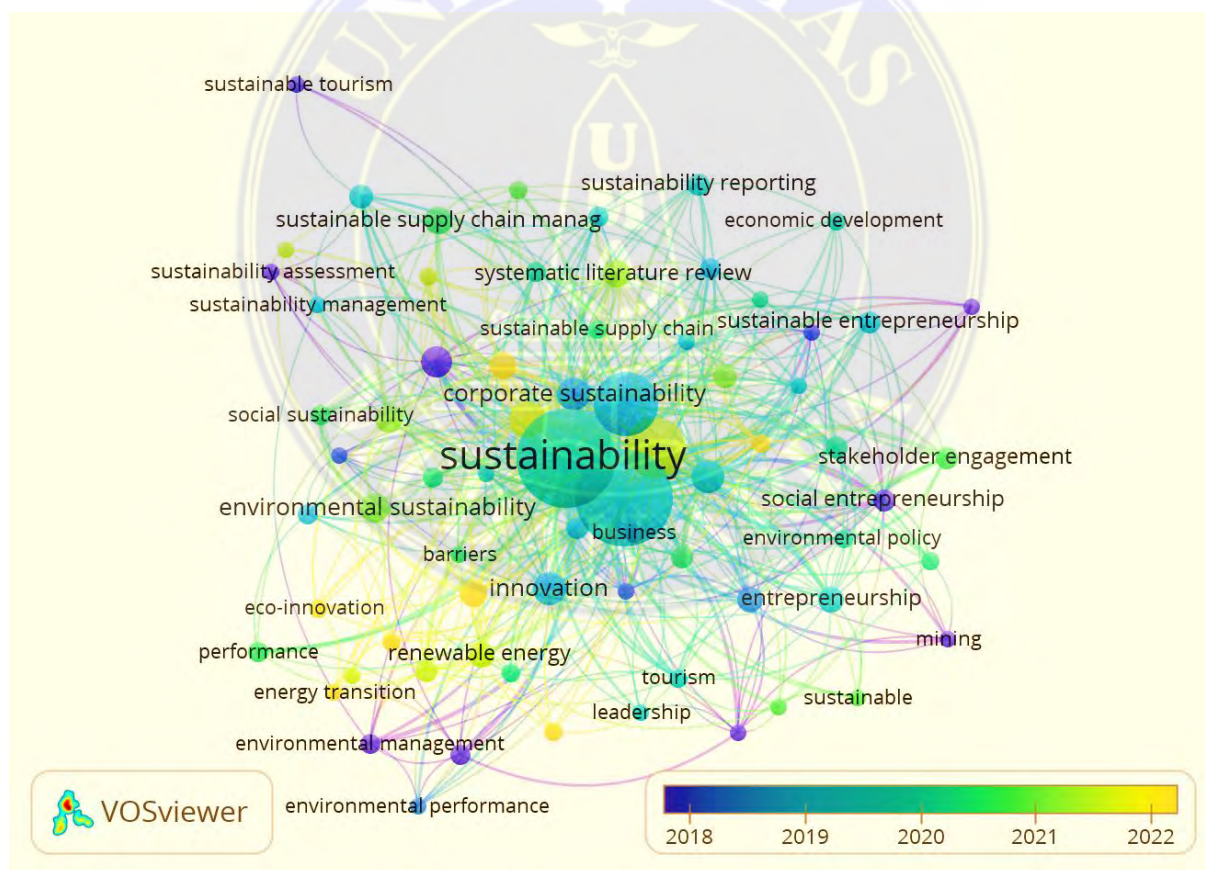 UNI
AS
U
sustainable tourism
sustainability reporting
sustainable supply chain manag
economic development
sustainability assessment
systematic literature review
sustainability management
sustainable supply chain
sustainable entrepreneurship
corporate sustainability
social sustainability
sustainability
stakeholder engagement
environmental sustainability
social entrepreneurship
business
environmental policy
barriers
innovation
eco-innovation
entrepreneurship
performance
renewable energy
mining
tourism
energy transition
sustainable
leadership
environmental management
environmental performance
VOSviewer
2018 2019 2020 2021 2022